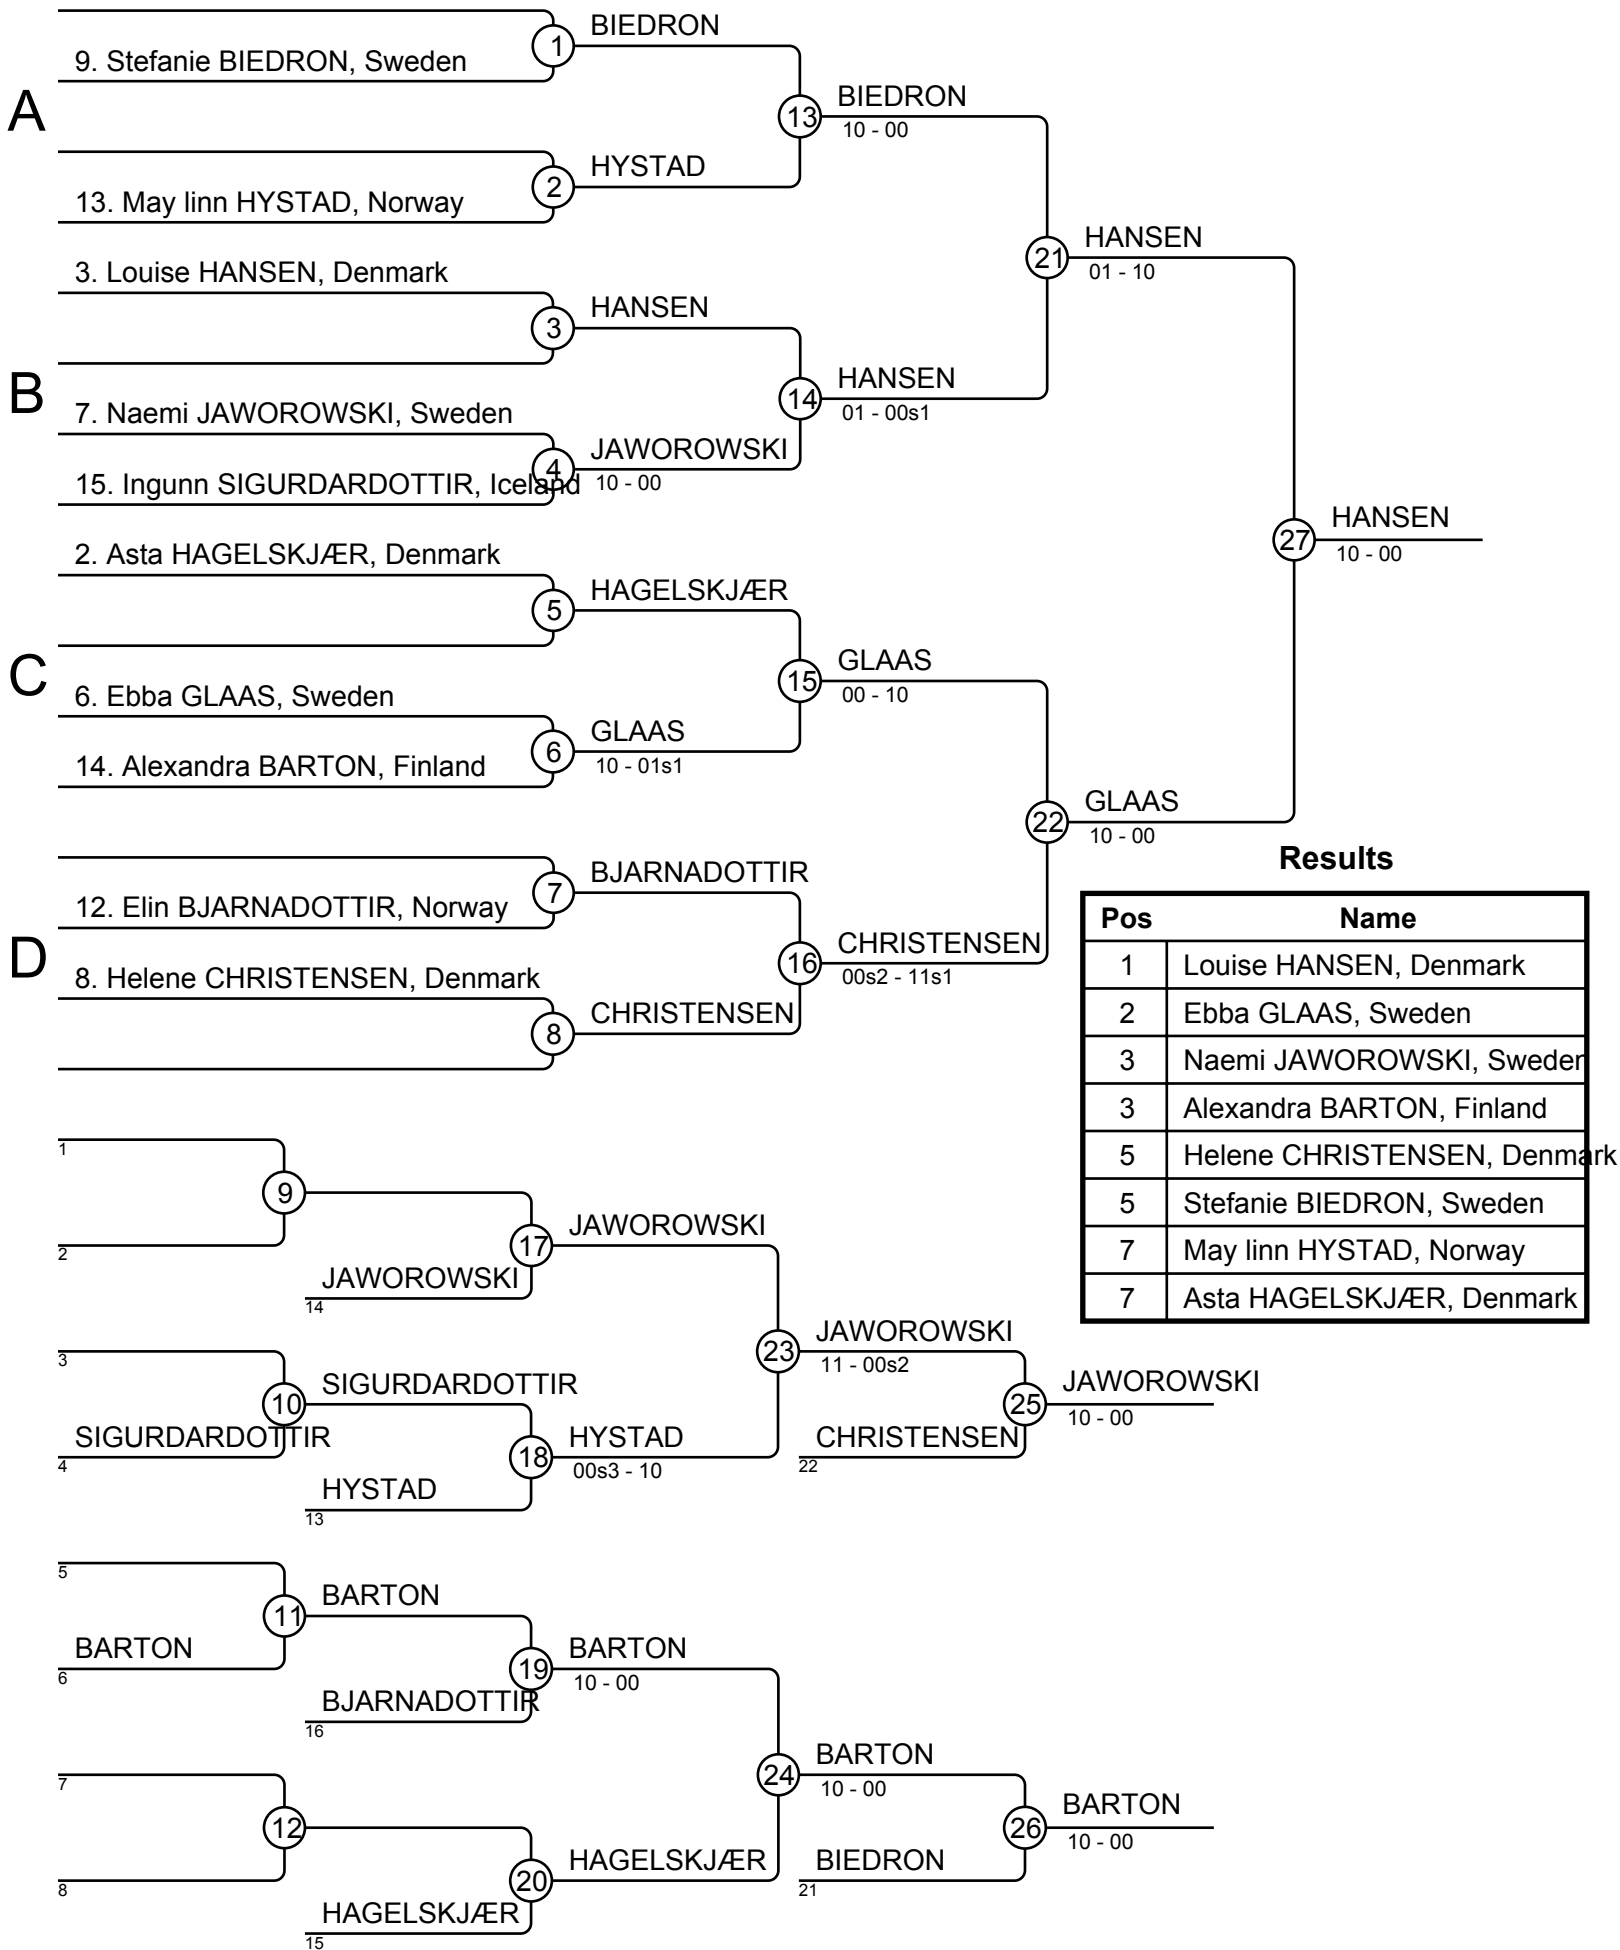 BIEDRON
1
9. Stefanie BIEDRON, Sweden
A
BIEDRON
13
10 - 00
HYSTAD
2
13. May linn HYSTAD, Norway
HANSEN
21
01 - 10
3. Louise HANSEN, Denmark
HANSEN
3
B
HANSEN
14
01 - 00s1
7. Naemi JAWOROWSKI, Sweden
JAWOROWSKI
4
10 - 00
15. Ingunn SIGURDARDOTTIR, Iceland
HANSEN
27
10 - 00
2. Asta HAGELSKJÆR, Denmark
HAGELSKJÆR
5
C
GLAAS
15
00 - 10
6. Ebba GLAAS, Sweden
GLAAS
6
10 - 01s1
14. Alexandra BARTON, Finland
GLAAS
22
10 - 00
BJARNADOTTIR
7
12. Elin BJARNADOTTIR, Norway
D
CHRISTENSEN
16
00s2 - 11s1
8. Helene CHRISTENSEN, Denmark
CHRISTENSEN
8
Results
Pos Name
1 Louise HANSEN, Denmark
2 Ebba GLAAS, Sweden
3 Naemi JAWOROWSKI, Sweden
3 Alexandra BARTON, Finland
5 Helene CHRISTENSEN, Denmark
5 Stefanie BIEDRON, Sweden
7 May linn HYSTAD, Norway
7 Asta HAGELSKJÆR, Denmark
1
9
2
JAWOROWSKI
17
JAWOROWSKI
14
3
SIGURDARDOTTIR
10
SIGURDARDOTTIR
4
HYSTAD
18
00s3 - 10
HYSTAD
13
JAWOROWSKI
23
11 - 00s2
JAWOROWSKI
25
10 - 00
CHRISTENSEN
22
5
BARTON
11
BARTON
6
BARTON
19
10 - 00
BJARNADOTTIR
16
7
12
8
HAGELSKJÆR
20
HAGELSKJÆR
15
BARTON
24
10 - 00
BARTON
26
10 - 00
BIEDRON
21